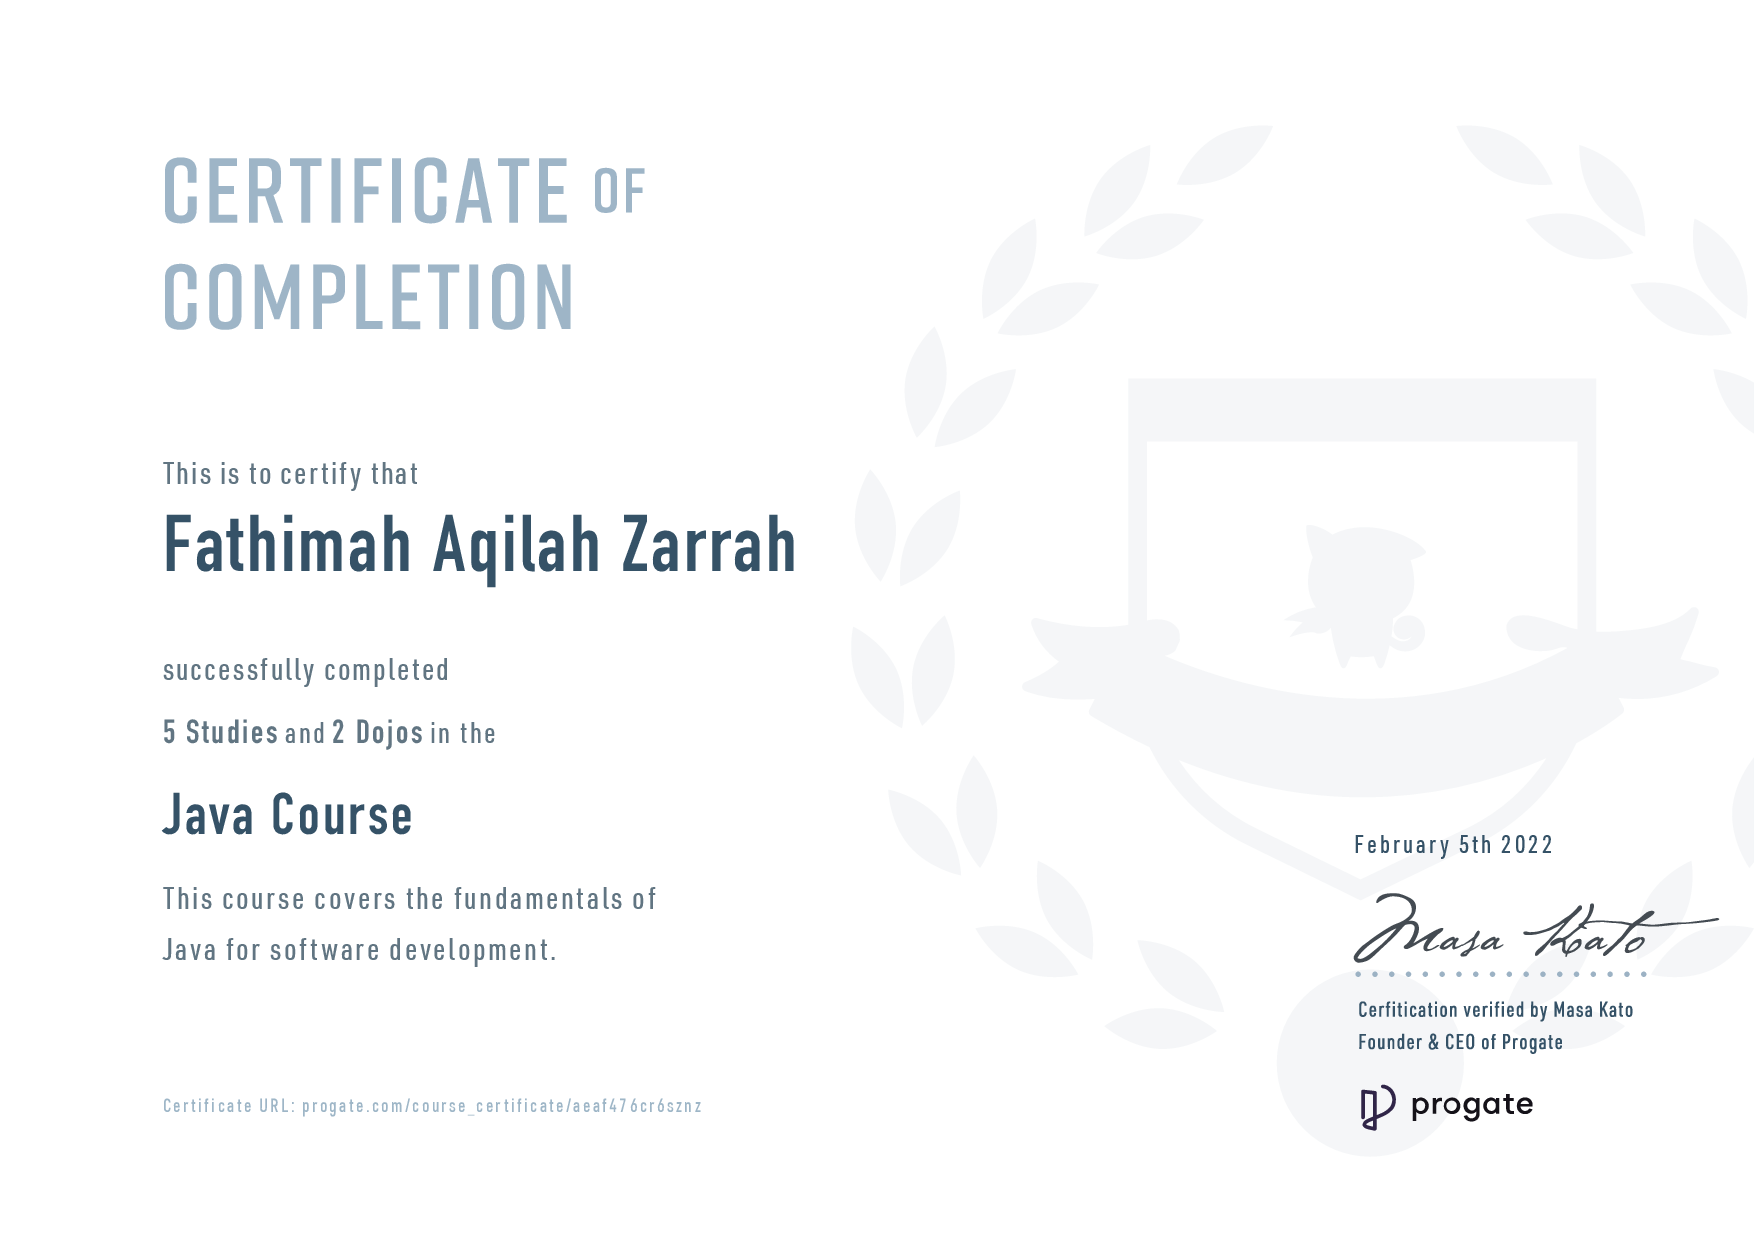 CERTIFICATE OF
COMPLETION
This is to certify that
Fathimah Aqilah Zarrah
successfully completed
5 Studies and 2 Dojos in the
Java Course
This course covers the fundamentals of
Java for software development.
February 5th 2022
Masa Kato
Cerfitication verified by Masa Kato
Founder & CEO of Progate
progate
Certificate URL: progate.com/course_certificate/aeaf476cr6sznz